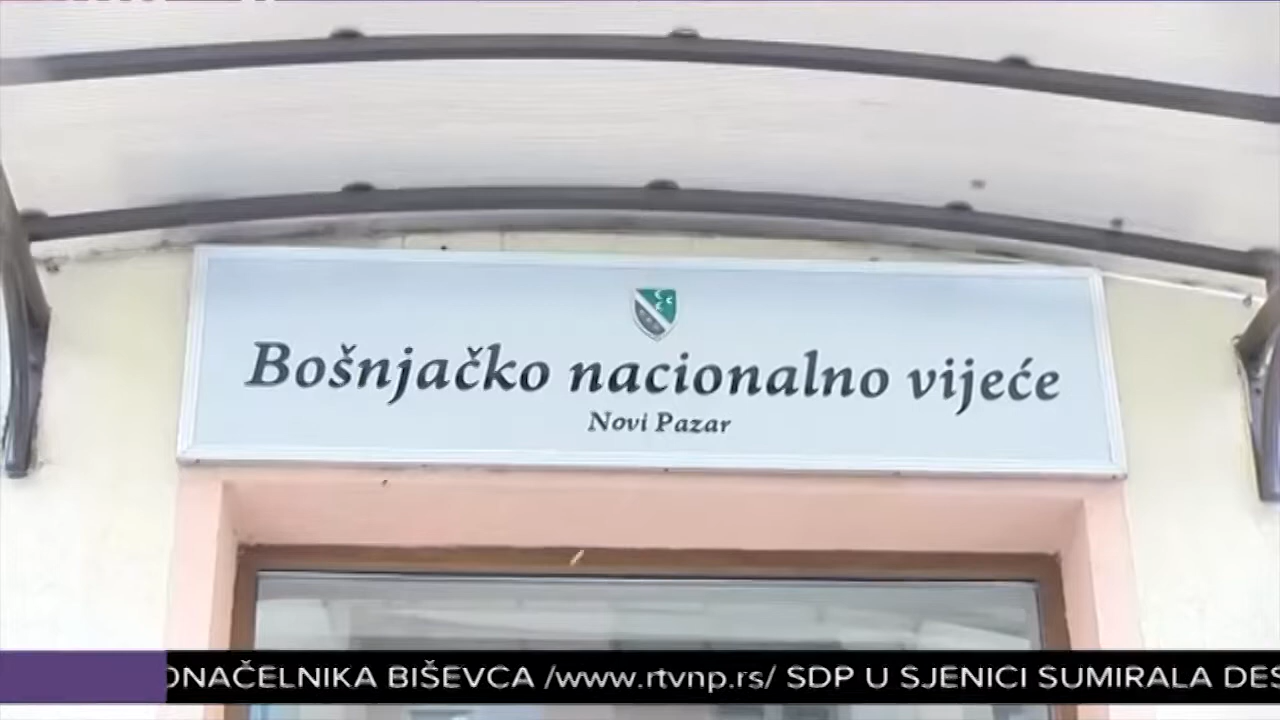 Bošnjačko nacionalno vijeće
Novi Pazar
ONAČELNIKA BIŠEVCA /www.rtvnp.rs/ SDP U SJENICI SUMIRALA DES